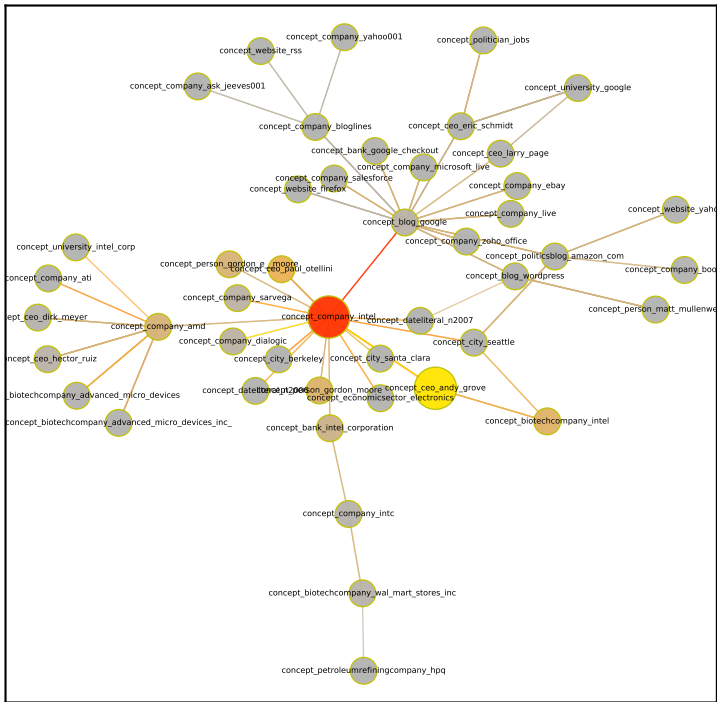 concept_politician_jobs
concept_company_yahoo001
concept_website_rss
concept_company_ask_jeeves001
concept_university_google
concept_company_bloglines
concept_ceo_eric_schmidt
concept_bank_google_checkout
concept_ceo_larry_page
concept_company_microsoft_live
concept_company_salesforce
concept_website_firefox
concept_company_ebay
concept_website_yaho
concept_company_live
concept_blog_google
concept_company_zoho_office
concept_university_intel_corp
concept_politicsblog_amazon_com
concept_person_gordon_e__moore
concept_ceo_paul_otellini
concept_company_boo
concept_blog_wordpress
concept_company_ati
concept_company_sarvega
concept_person_matt_mullenwe
concept_company_intel
ept_ceo_dirk_meyer
concept_dateliteral_n2007
concept_company_amd
concept_company_dialogic
concept_city_seattle
concept_city_berkeley
concept_city_santa_clara
oncept_ceo_hector_ruiz
concept_ceo_andy_grove
concept_person_gordon_moore
_biotechcompany_advanced_micro_devices
concept_economicsector_electronics
concept_biotechcompany_intel
concept_biotechcompany_advanced_micro_devices_inc_
concept_bank_intel_corporation
concept_company_intc
concept_biotechcompany_wal_mart_stores_inc
concept_petroleumrefiningcompany_hpq